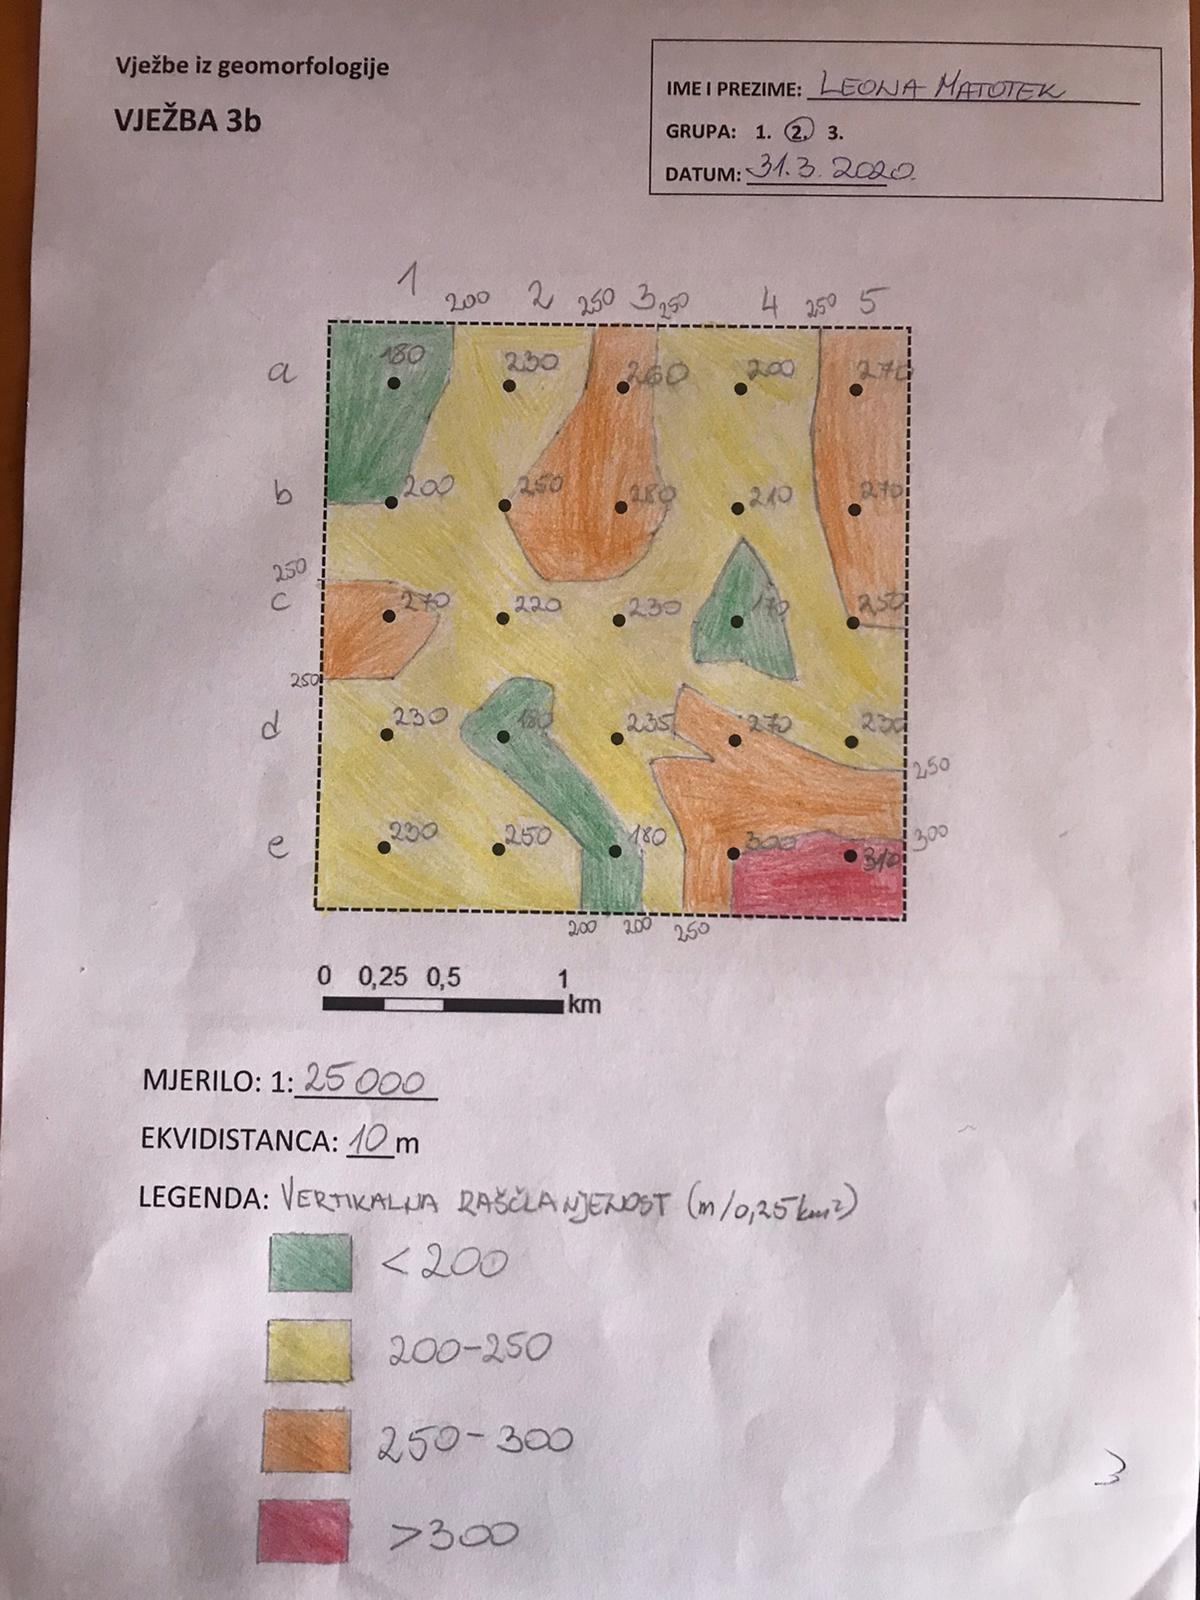 Vježbe iz geomorfologije
VJEŽBA 3b
IME I PREZIME: LEONA MATOTEK
GRUPA: 1. 2. 3.
DATUM: 31.3. 2020.
1 200 2 250 3 250 4 250 5
a 180 230 260 200 270
b 200 250 280 210 270
250
c 270 220 230 170 250
250
d 230 180 235 270 230
250
300
e 230 250 180 300 310
200 200 250
0 0,25 0,5 1
km
MJERILO: 1: 25 000
EKVIDISTANCA: 10 m
LEGENDA: VERTIKALNA RAŠČLANJENOST (m/0,25 km²)
<200
200-250
250-300
>300
3